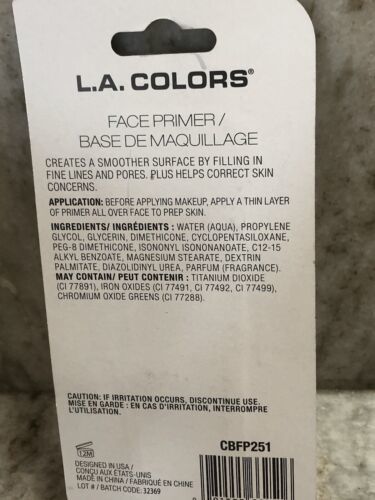 L.A. COLORS®
FACE PRIMER /
BASE DE MAQUILLAGE
CREATES A SMOOTHER SURFACE BY FILLING IN
FINE LINES AND PORES. PLUS HELPS CORRECT SKIN
CONCERNS.
APPLICATION: BEFORE APPLYING MAKEUP, APPLY A THIN LAYER
OF PRIMER ALL OVER FACE TO PREP SKIN.
INGREDIENTS/ INGRÉDIENTS : WATER (AQUA), PROPYLENE
GLYCOL, GLYCERIN, DIMETHICONE, CYCLOPENTASILOXANE,
PEG-8 DIMETHICONE, ISONONYL ISONONANOATE, C12-15
ALKYL BENZOATE, MAGNESIUM STEARATE, DEXTRIN
PALMITATE, DIAZOLIDINYL UREA, PARFUM (FRAGRANCE).
MAY CONTAIN/ PEUT CONTENIR : TITANIUM DIOXIDE
(CI 77891), IRON OXIDES (CI 77491, CI 77492, CI 77499),
CHROMIUM OXIDE GREENS (CI 77288).
CAUTION: IF IRRITATION OCCURS, DISCONTINUE USE.
MISE EN GARDE : EN CAS D'IRRITATION, INTERROMPRE
L'UTILISATION.
12M
CBFP251
DESIGNED IN USA /
CONÇU AUX ÉTATS-UNIS
MADE IN CHINA / FABRIQUÉ EN CHINE
LOT # / BATCH CODE: 32369